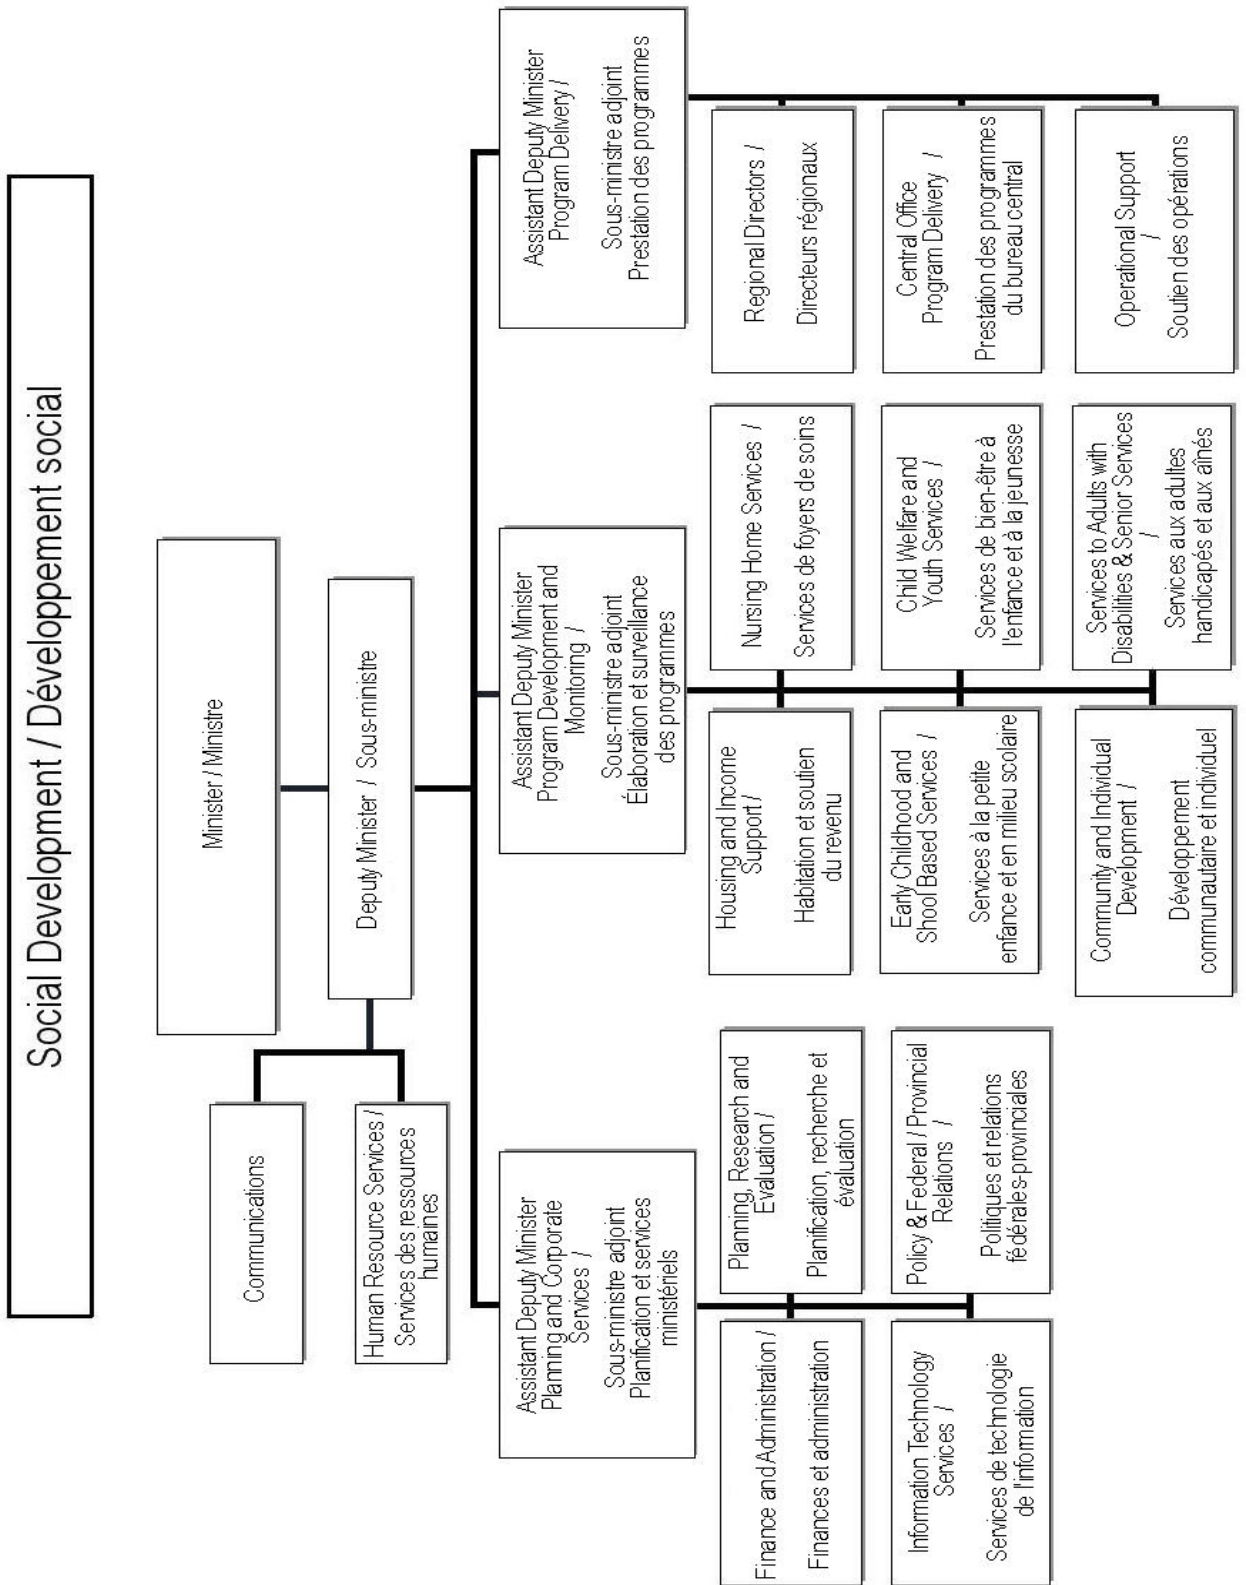 Social Development / Développement social
Minister / Ministre
Deputy Minister / Sous-ministre
Communications
Human Resource Services /
Services des ressources
humaines
Assistant Deputy Minister
Planning and Corporate
Services /
Sous-ministre adjoint
Planification et services
ministériels
Assistant Deputy Minister
Program Development and
Monitoring /
Sous-ministre adjoint
Élaboration et surveillance
des programmes
Assistant Deputy Minister
Program Delivery /
Sous-ministre adjoint
Prestation des programmes
Finance and Administration /
Finances et administration
Planning, Research and
Evaluation /
Planification, recherche et
évaluation
Information Technology
Services /
Services de technologie
de l'information
Policy & Federal / Provincial
Relations /
Politiques et relations
fédérales-provinciales
Housing and Income
Support /
Habitation et soutien
du revenu
Nursing Home Services /
Services de foyers de soins
Early Childhood and
Shool Based Services /
Services à la petite
enfance et en milieu scolaire
Child Welfare and
Youth Services /
Services de bien-être à
l'enfance et à la jeunesse
Community and Individual
Development /
Développement
communautaire et individuel
Services to Adults with
Disabilities & Senior Services
/
Services aux adultes
handicapés et aux aînés
Regional Directors /
Directeurs régionaux
Central Office
Program Delivery /
Prestation des programmes
du bureau central
Operational Support
/
Soutien des opérations